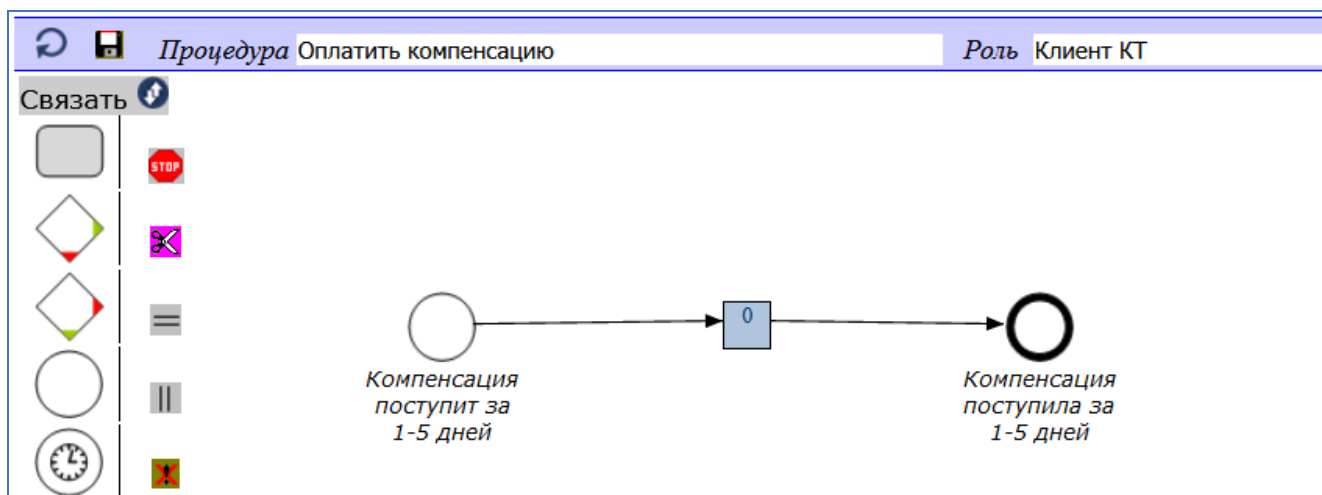 Процедура Оплатить компенсацию Роль Клиент КТ
Связать
STOP
0
Компенсация
поступит за
1-5 дней
Компенсация
поступила за
1-5 дней